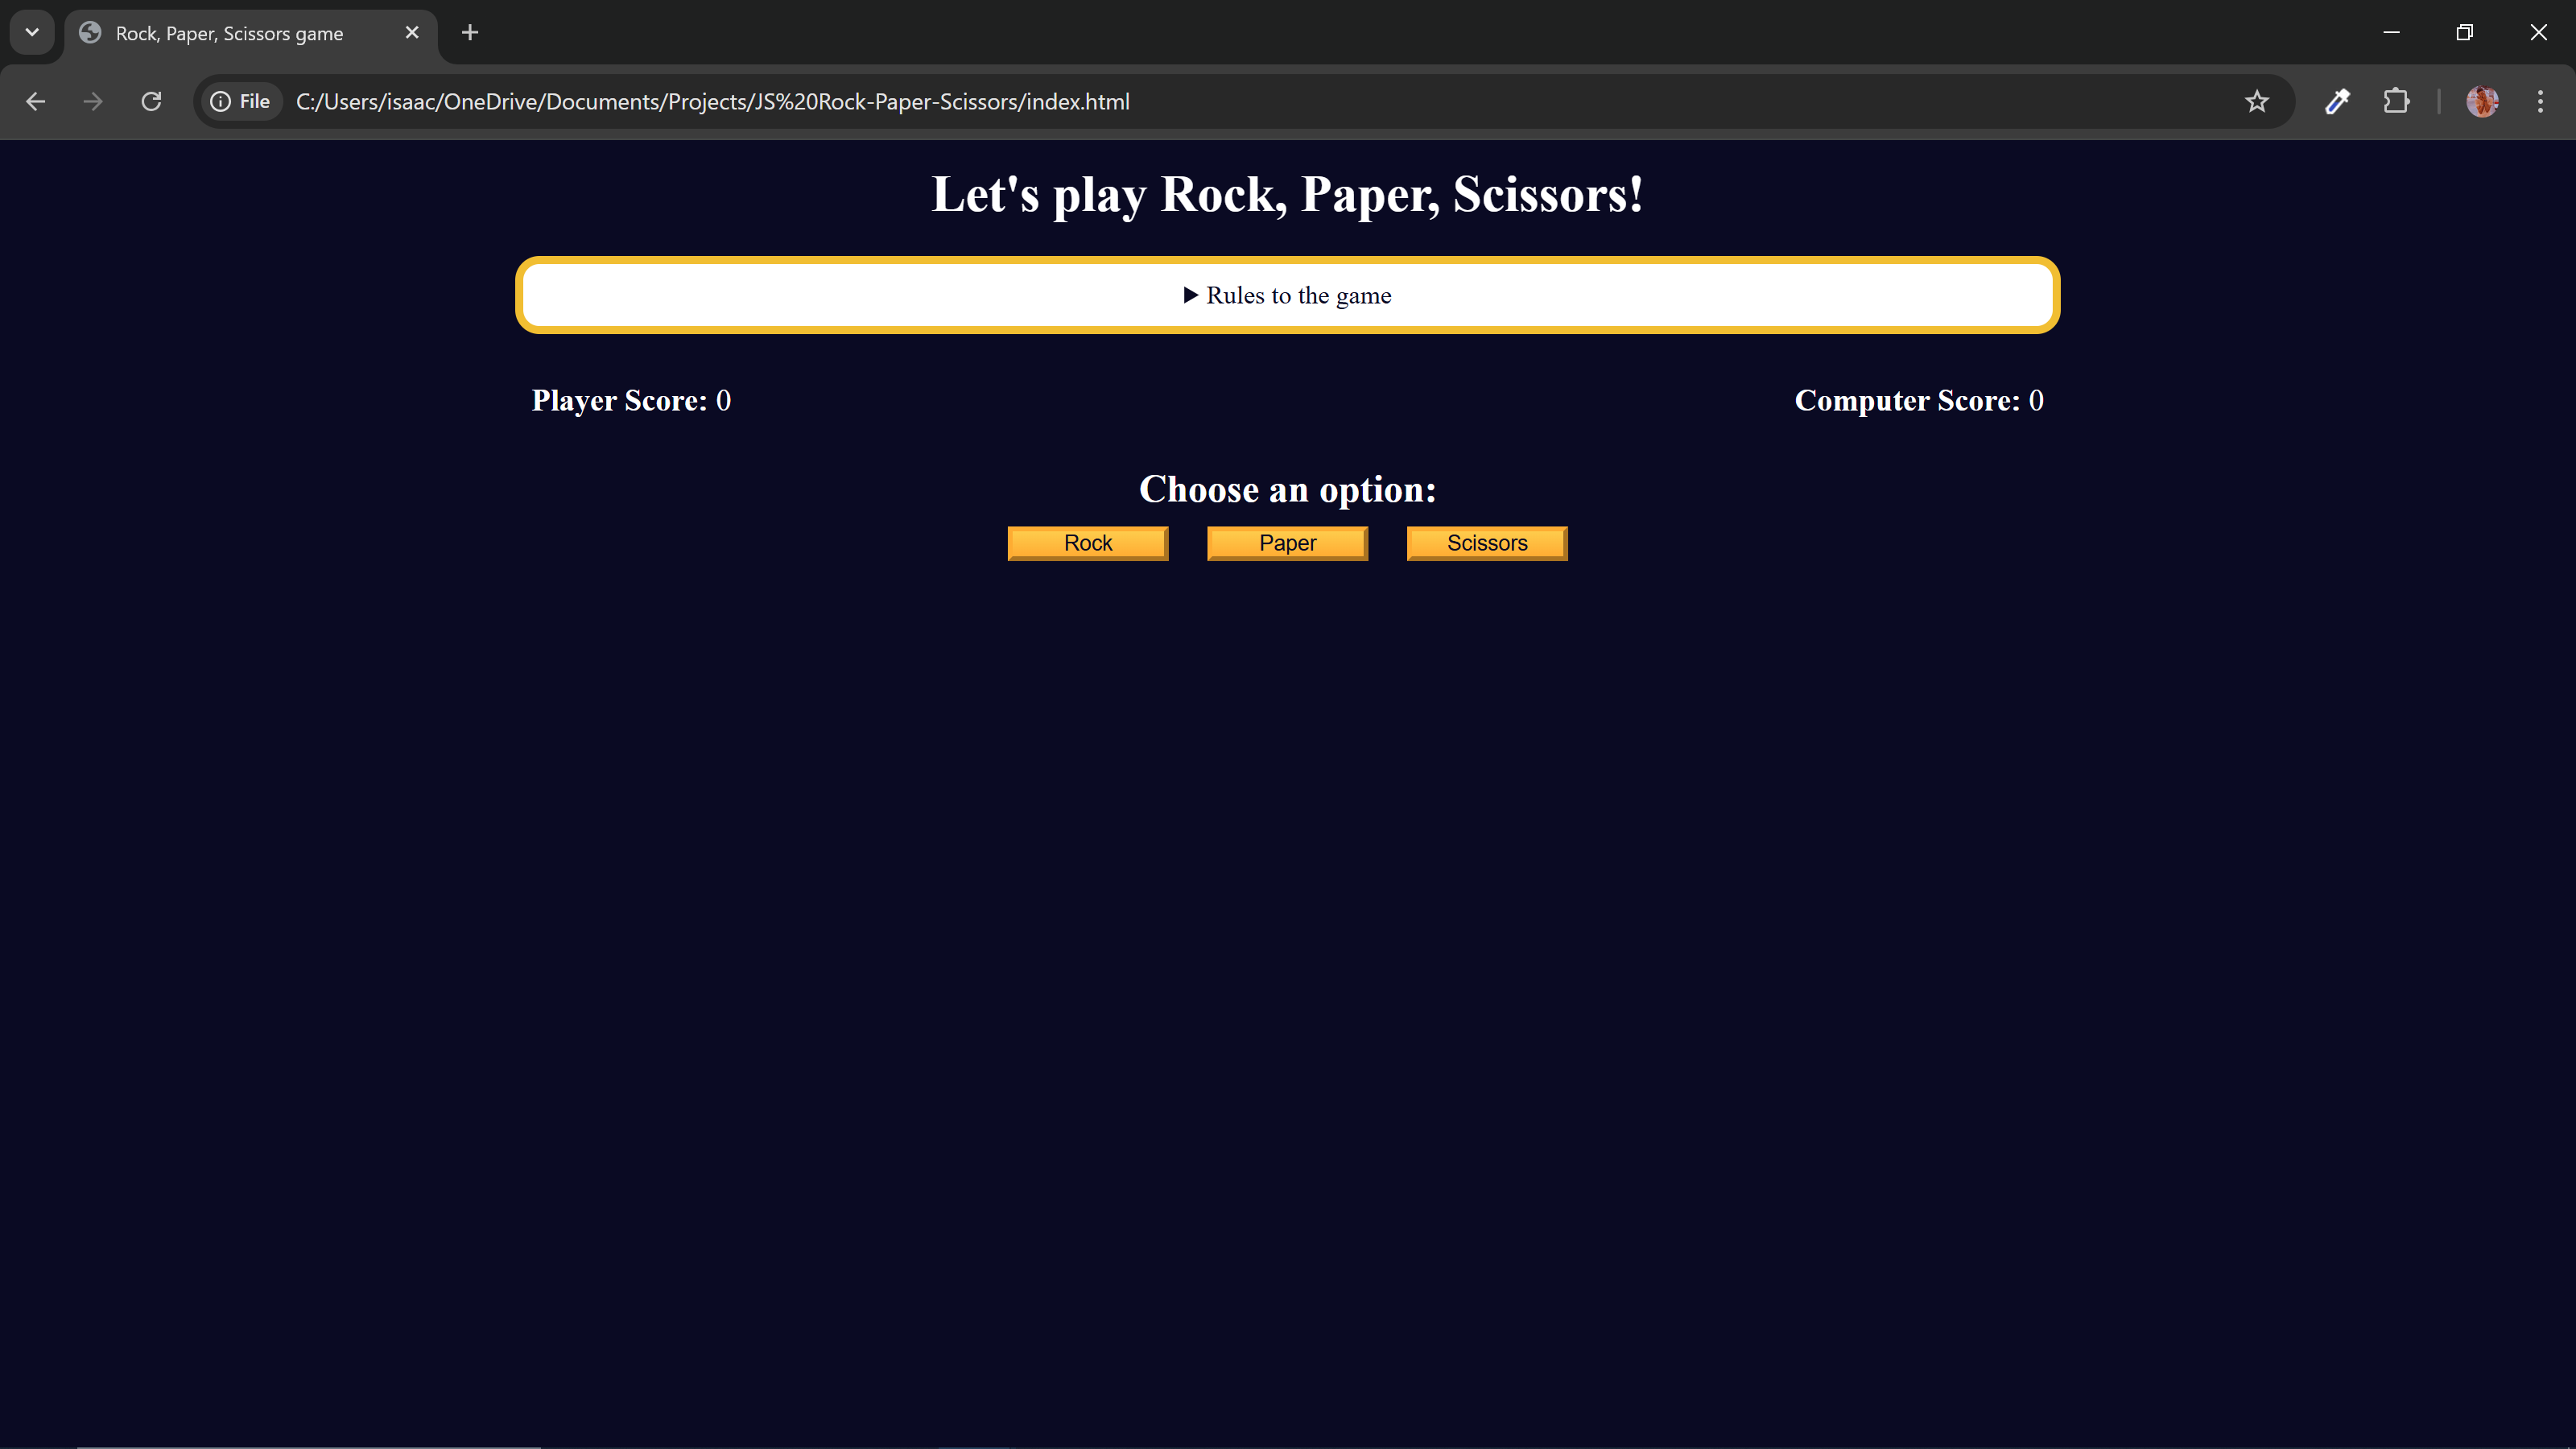 Rock, Paper, Scissors game
File C:/Users/isaac/OneDrive/Documents/Projects/JS%20Rock-Paper-Scissors/index.html
Let's play Rock, Paper, Scissors!
▶ Rules to the game
Player Score: 0 Computer Score: 0
Choose an option:
Rock Paper Scissors